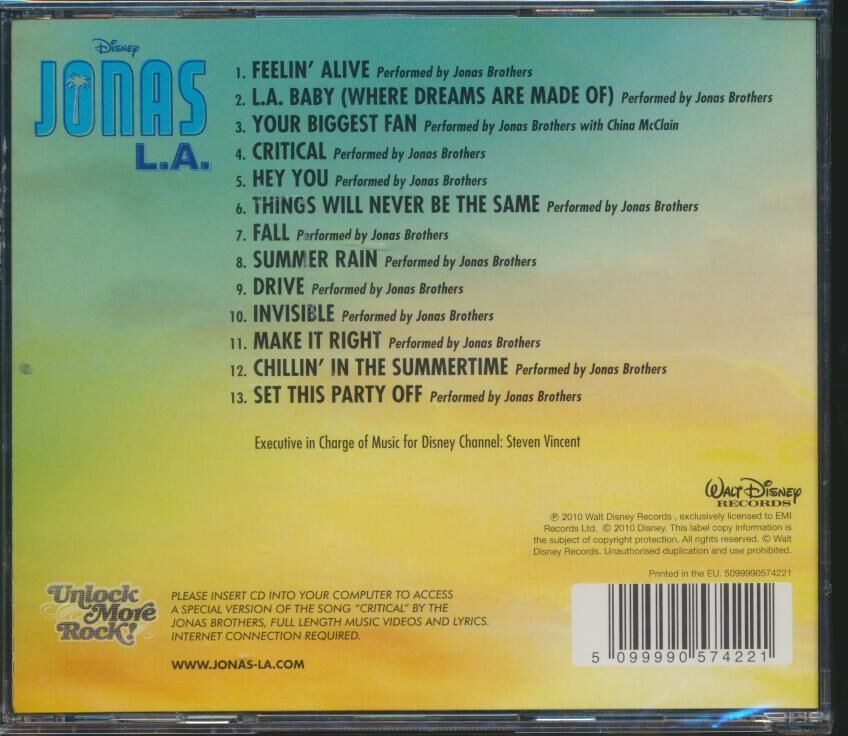 Disney
JONAS
L.A.
1. FEELIN' ALIVE Performed by Jonas Brothers
2. L.A. BABY (WHERE DREAMS ARE MADE OF) Performed by Jonas Brothers
3. YOUR BIGGEST FAN Performed by Jonas Brothers with China McClain
4. CRITICAL Performed by Jonas Brothers
5. HEY YOU Performed by Jonas Brothers
6. THINGS WILL NEVER BE THE SAME Performed by Jonas Brothers
7. FALL Performed by Jonas Brothers
8. SUMMER RAIN Performed by Jonas Brothers
9. DRIVE Performed by Jonas Brothers
10. INVISIBLE Performed by Jonas Brothers
11. MAKE IT RIGHT Performed by Jonas Brothers
12. CHILLIN' IN THE SUMMERTIME Performed by Jonas Brothers
13. SET THIS PARTY OFF Performed by Jonas Brothers
Executive in Charge of Music for Disney Channel: Steven Vincent
WALT DISNEY
RECORDS
℗ 2010 Walt Disney Records , exclusively licensed to EMI
Records Ltd. © 2010 Disney. This label copy information is
the subject of copyright protection. All rights reserved. © Walt
Disney Records. Unauthorised duplication and use prohibited.
Printed in the EU. 5099990574221
Unlock
More
Rock!
PLEASE INSERT CD INTO YOUR COMPUTER TO ACCESS
A SPECIAL VERSION OF THE SONG "CRITICAL" BY THE
JONAS BROTHERS, FULL LENGTH MUSIC VIDEOS AND LYRICS.
INTERNET CONNECTION REQUIRED.
WWW.JONAS-LA.COM
5 099990 574221